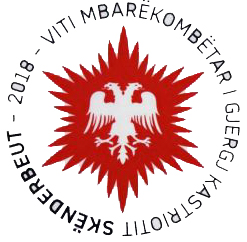 2018 - VITI MBARËKOMBËTAR I GJERGJ KASTRIOTIT SKËNDERBEUT -